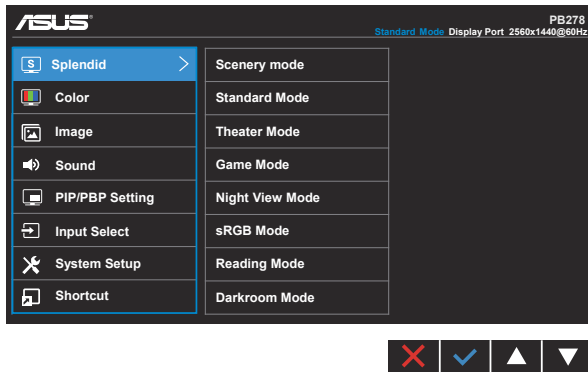 ASUS
PB278
Standard Mode Display Port 2560x1440@60Hz
S Splendid
Color
Image
Sound
PIP/PBP Setting
Input Select
System Setup
Shortcut
Scenery mode
Standard Mode
Theater Mode
Game Mode
Night View Mode
sRGB Mode
Reading Mode
Darkroom Mode